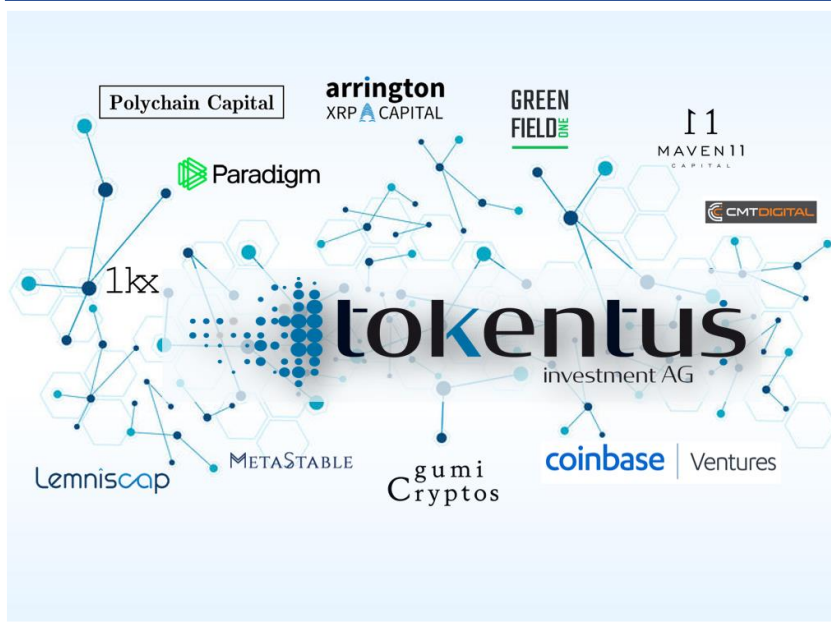 Polychain Capital
arrington
XRP CAPITAL
GREEN
FIELD ONE
MAVEN11
CAPITAL
Paradigm
CMTDIGITAL
1kx
tokentus
investment AG
Lemniscap
METASTABLE
gumi
Cryptos
coinbase Ventures